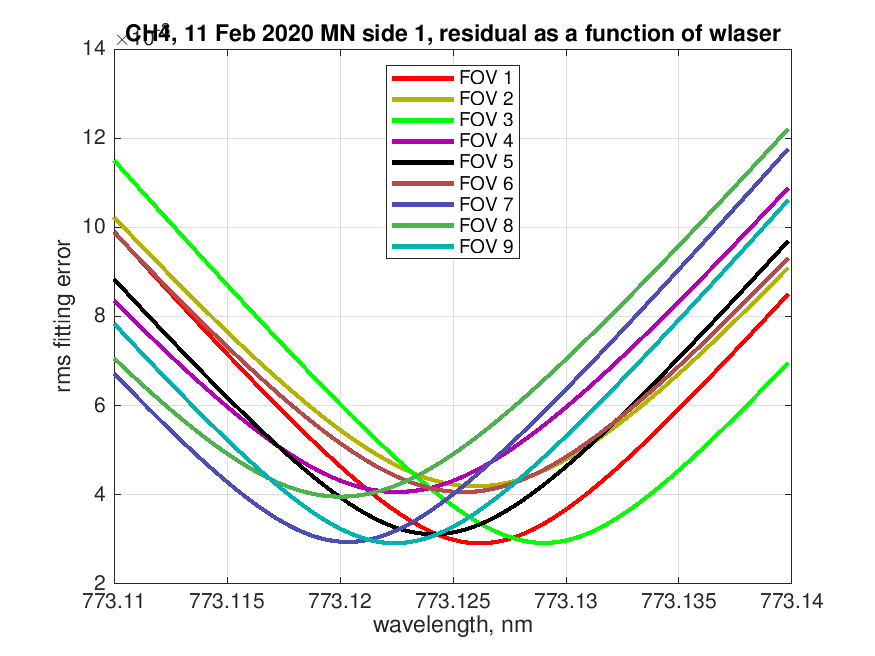 CH4, 11 Feb 2020 MN side 1, residual as a function of wlaser
14
12
10
8
6
4
2
rms fitting error
FOV 1
FOV 2
FOV 3
FOV 4
FOV 5
FOV 6
FOV 7
FOV 8
FOV 9
773.11 773.115 773.12 773.125 773.13 773.135 773.14
wavelength, nm